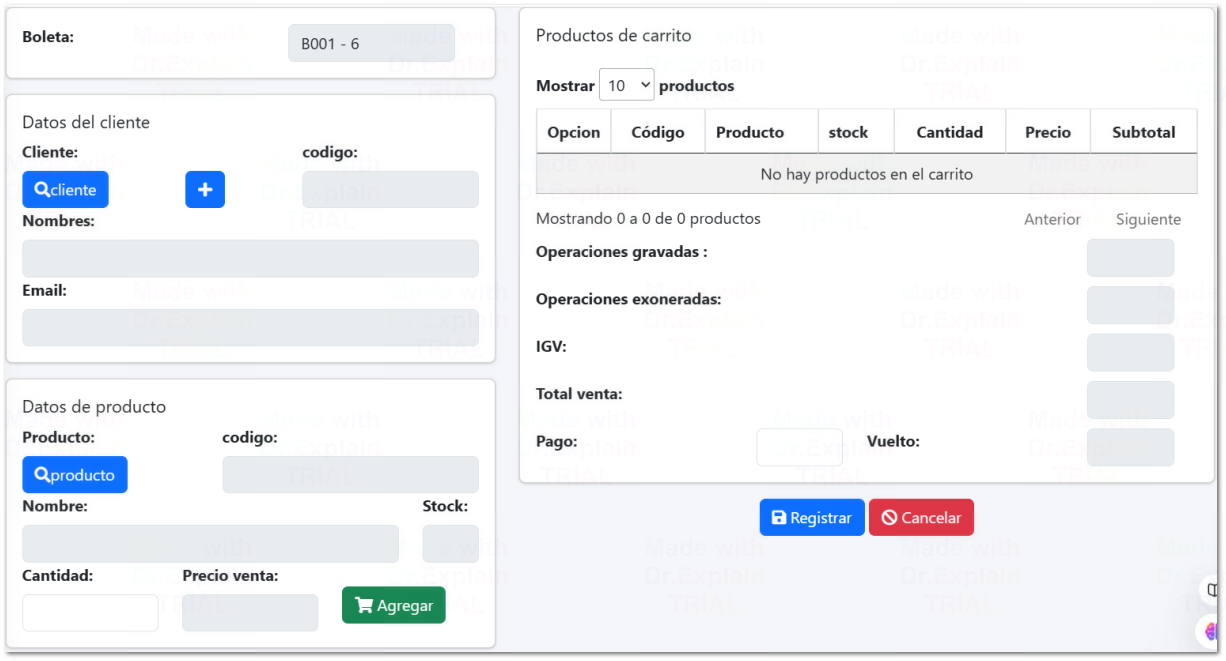 Boleta:
B001 - 6
Datos del cliente
Cliente:
codigo:
cliente
Nombres:
Email:
Datos de producto
Producto:
codigo:
producto
Nombre:
Stock:
Cantidad:
Precio venta:
Agregar
Productos de carrito
Mostrar 10 productos
Opcion Código Producto stock Cantidad Precio Subtotal
No hay productos en el carrito
Mostrando 0 a 0 de 0 productos
Anterior Siguiente
Operaciones gravadas :
Operaciones exoneradas:
IGV:
Total venta:
Pago:
Vuelto:
Registrar
Cancelar
Made with
Dr.Explain
TRIAL